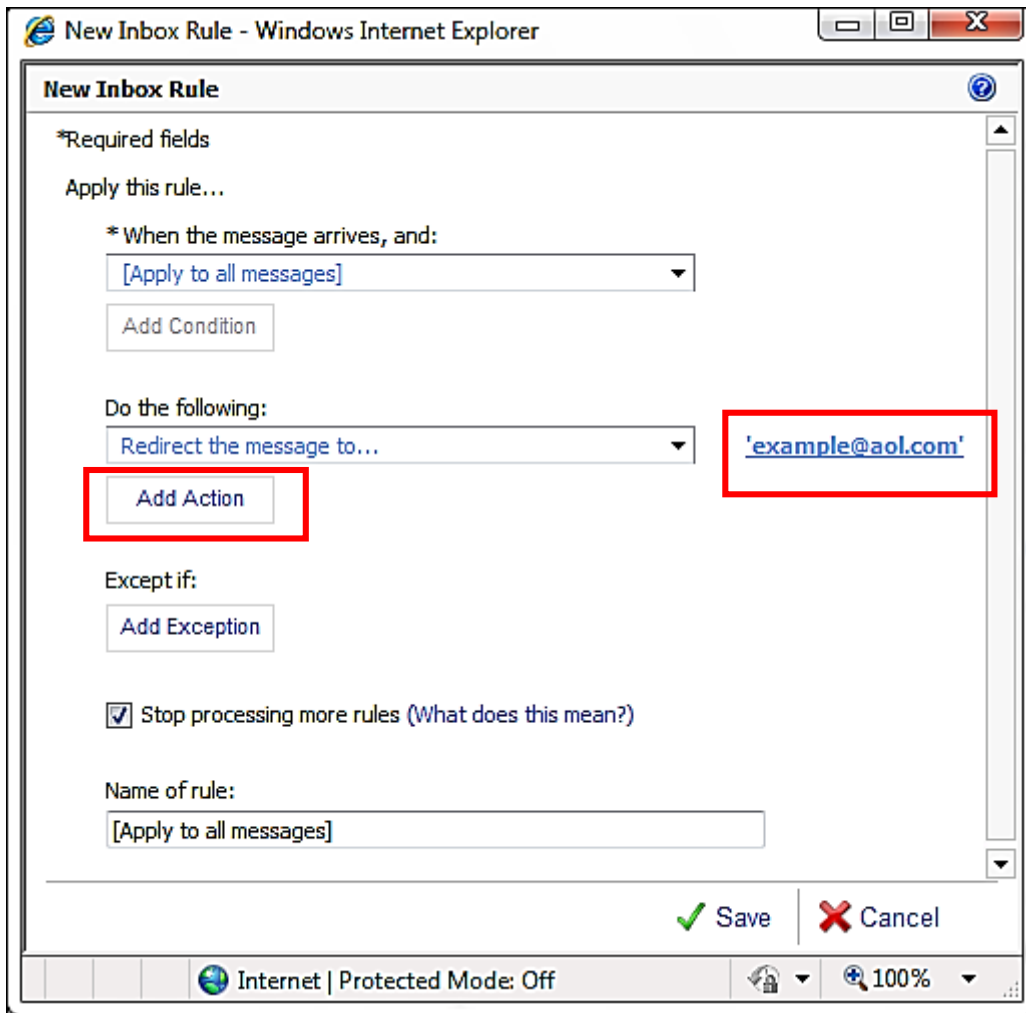 New Inbox Rule - Windows Internet Explorer
New Inbox Rule
*Required fields
Apply this rule...
* When the message arrives, and:
[Apply to all messages]
Add Condition
Do the following:
Redirect the message to...
'example@aol.com'
Add Action
Except if:
Add Exception
Stop processing more rules (What does this mean?)
Name of rule:
[Apply to all messages]
Save
Cancel
Internet | Protected Mode: Off
100%